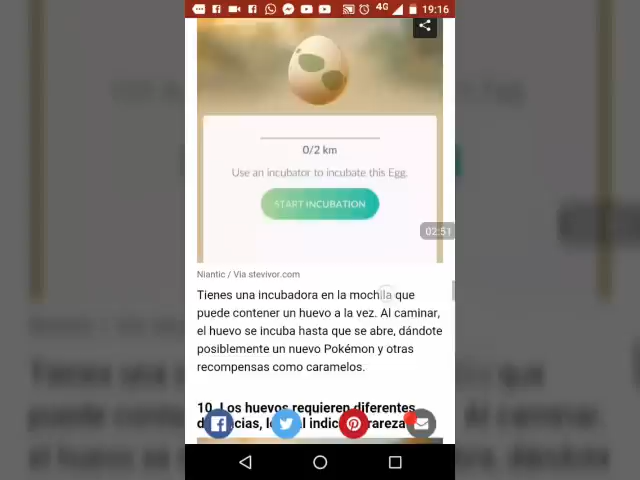 4G 19:16
0/2 km
Use an incubator to incubate this Egg.
START INCUBATION
02:51
Niantic / Via stevivor.com
Tienes una incubadora en la mochila que
puede contener un huevo a la vez. Al caminar,
el huevo se incuba hasta que se abre, dándote
posiblemente un nuevo Pokémon y otras
recompensas como caramelos.
10. Los huevos requieren diferentes
rareza